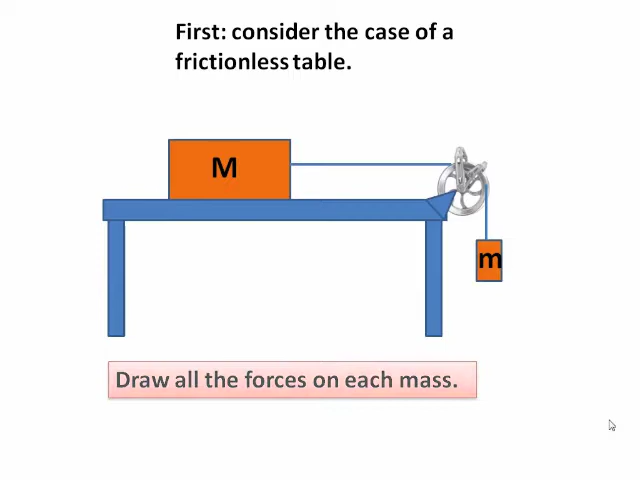 First: consider the case of a
frictionless table.
M
m
Draw all the forces on each mass.